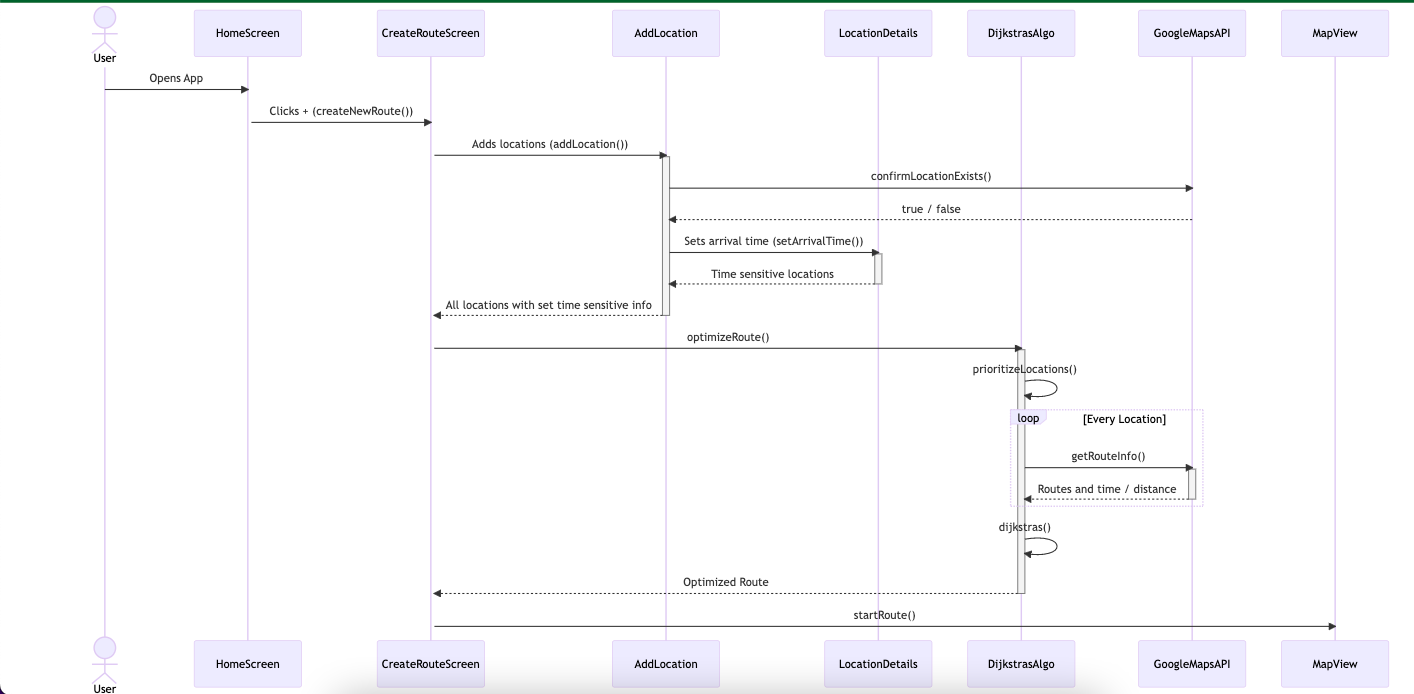 User
HomeScreen
CreateRouteScreen
AddLocation
LocationDetails
DijkstrasAlgo
GoogleMapsAPI
MapView
Opens App
Clicks + (createNewRoute())
Adds locations (addLocation())
confirmLocationExists()
true / false
Sets arrival time (setArrivalTime())
Time sensitive locations
All locations with set time sensitive info
optimizeRoute()
prioritizeLocations()
loop
[Every Location]
getRouteInfo()
Routes and time / distance
dijkstras()
Optimized Route
startRoute()
User
HomeScreen
CreateRouteScreen
AddLocation
LocationDetails
DijkstrasAlgo
GoogleMapsAPI
MapView